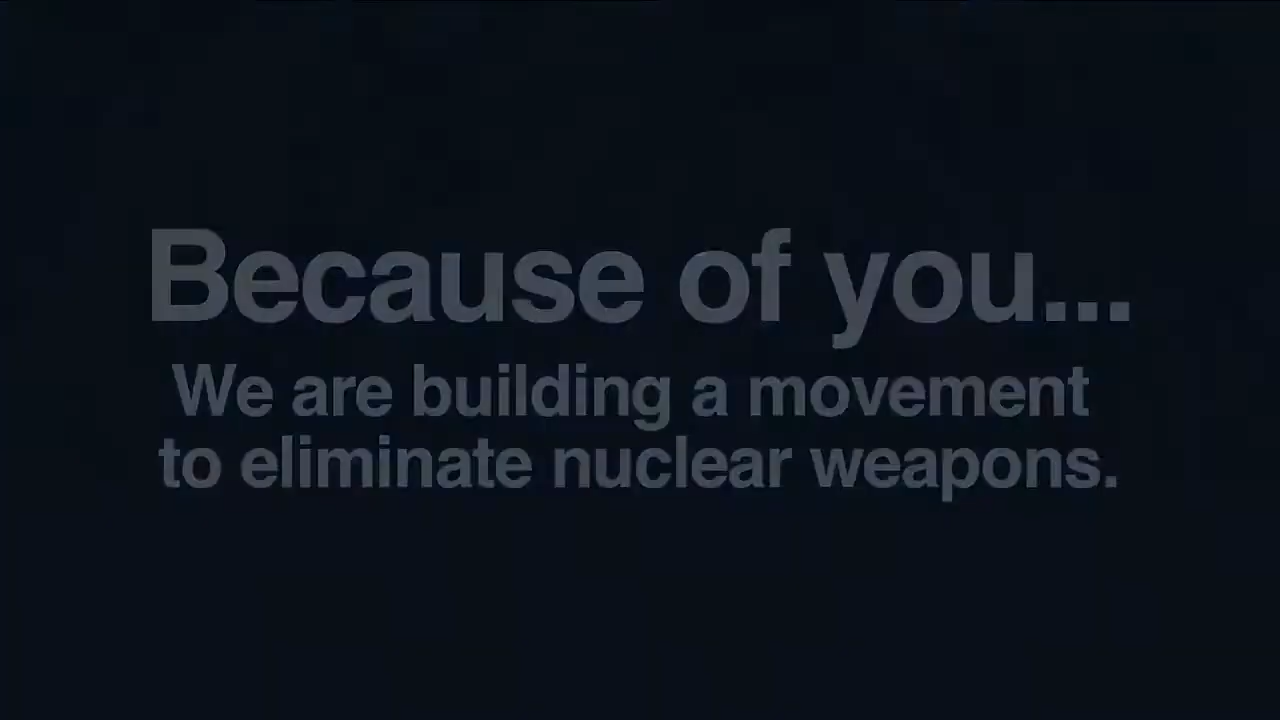 Because of you...
We are building a movement
to eliminate nuclear weapons.